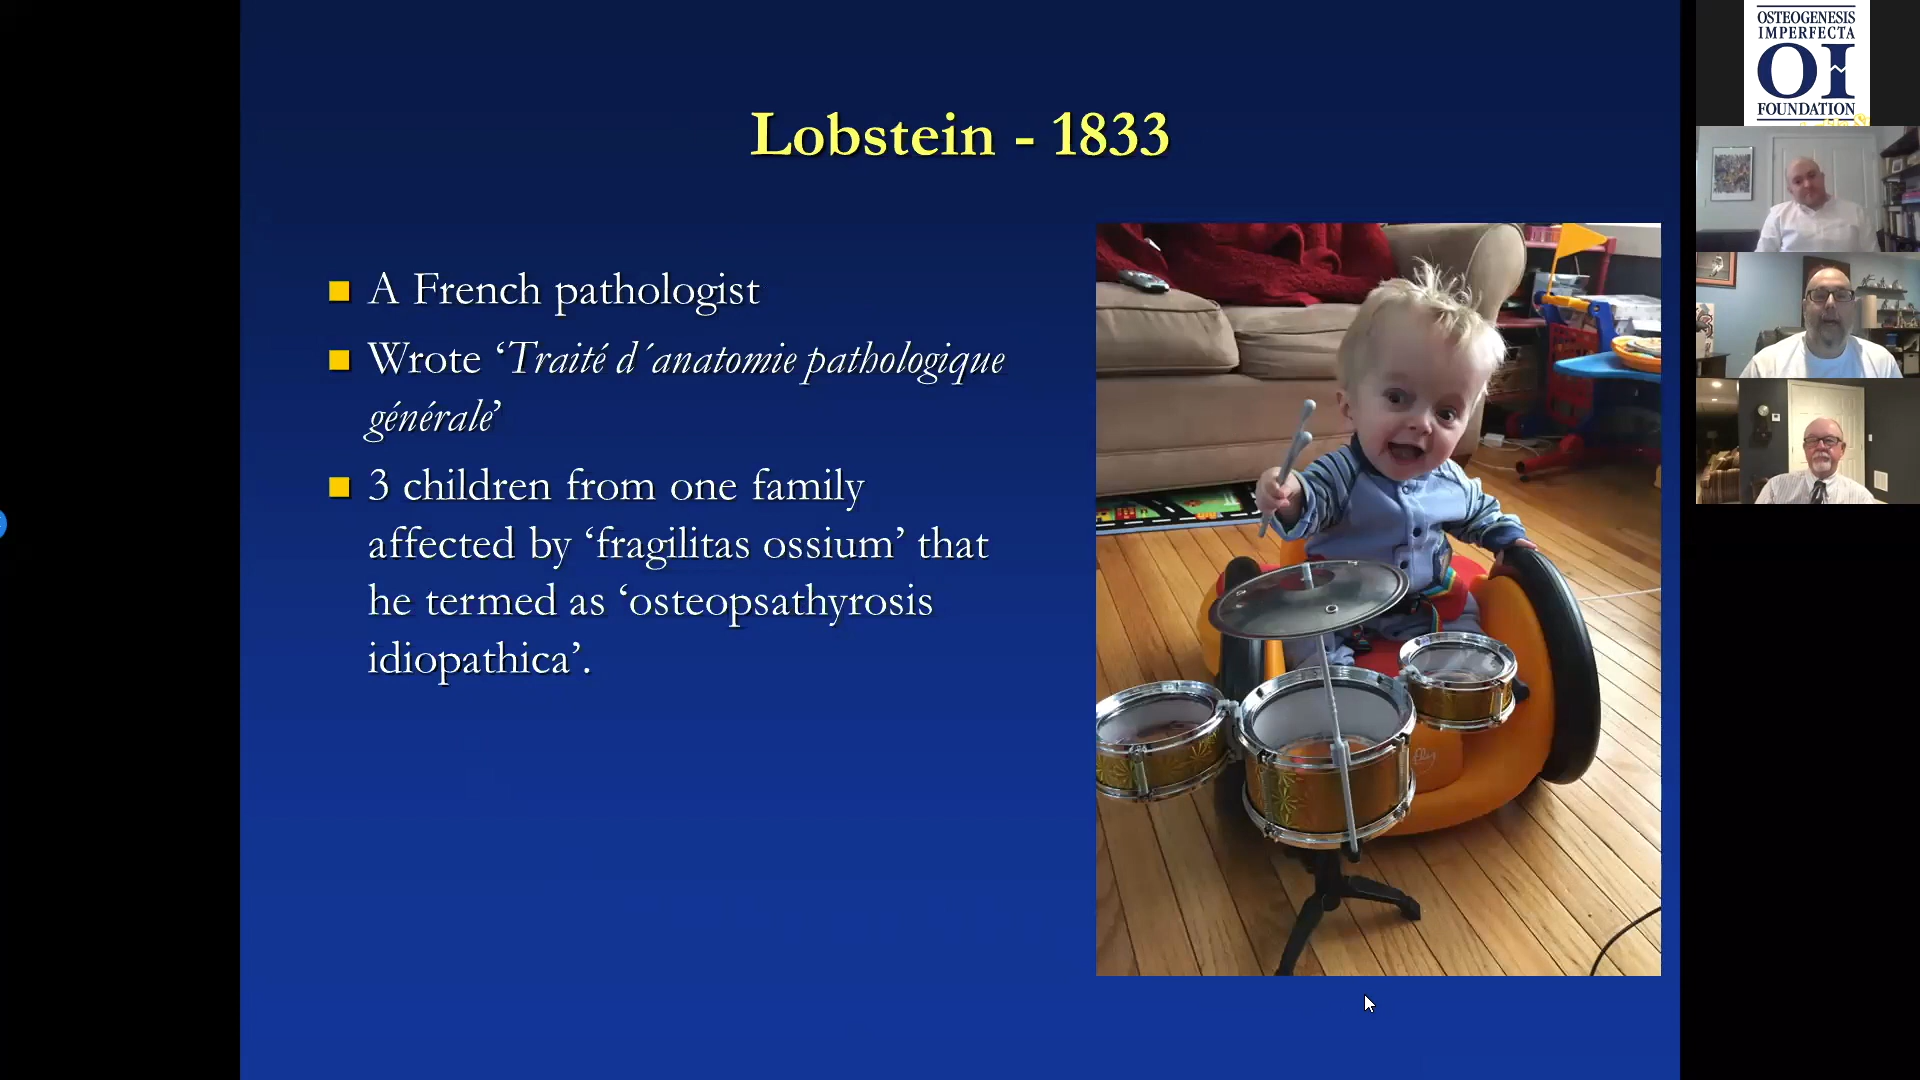 Lobstein - 1833
A French pathologist
Wrote ‘Traité d´anatomie pathologique
générale’
3 children from one family
affected by ‘fragilitas ossium’ that
he termed as ‘osteopsathyrosis
idiopathica’.
OSTEOGENESIS
IMPERFECTA
OI
FOUNDATION